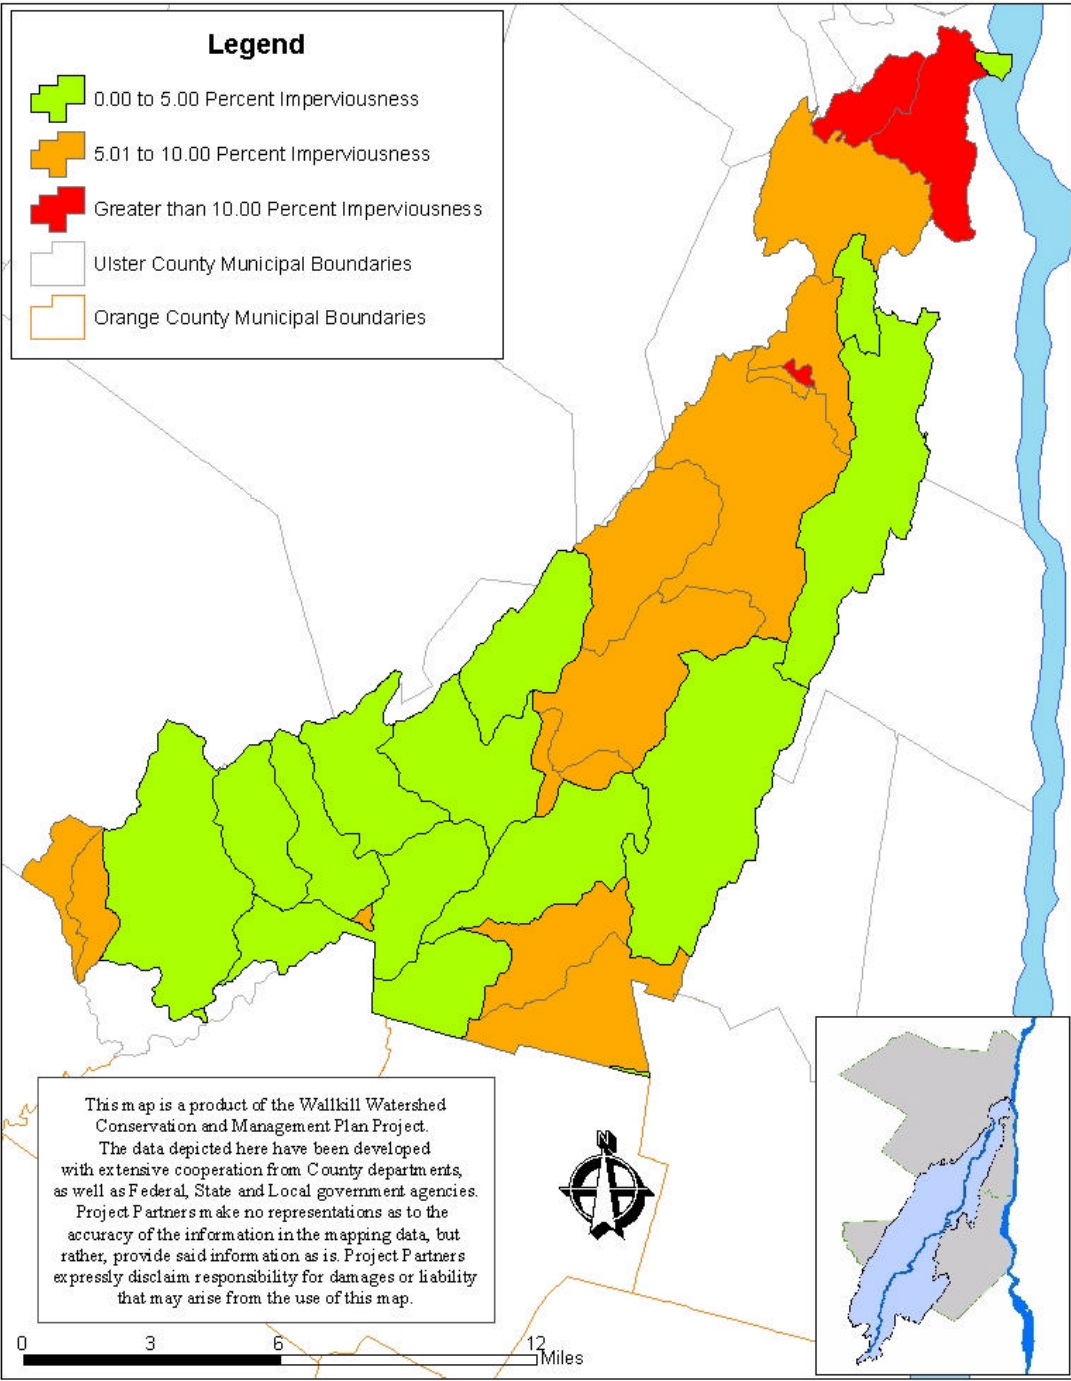 Legend
0.00 to 5.00 Percent Imperviousness
5.01 to 10.00 Percent Imperviousness
Greater than 10.00 Percent Imperviousness
Ulster County Municipal Boundaries
Orange County Municipal Boundaries
This map is a product of the Wallkill Watershed
Conservation and Management Plan Project.
The data depicted here have been developed
with extensive cooperation from County departments,
as well as Federal, State and Local government agencies.
Project Partners make no representations as to the
accuracy of the information in the mapping data, but
rather, provide said information as is. Project Partners
expressly disclaim responsibility for damages or liability
that may arise from the use of this map.
N
0 3 6 12
Miles